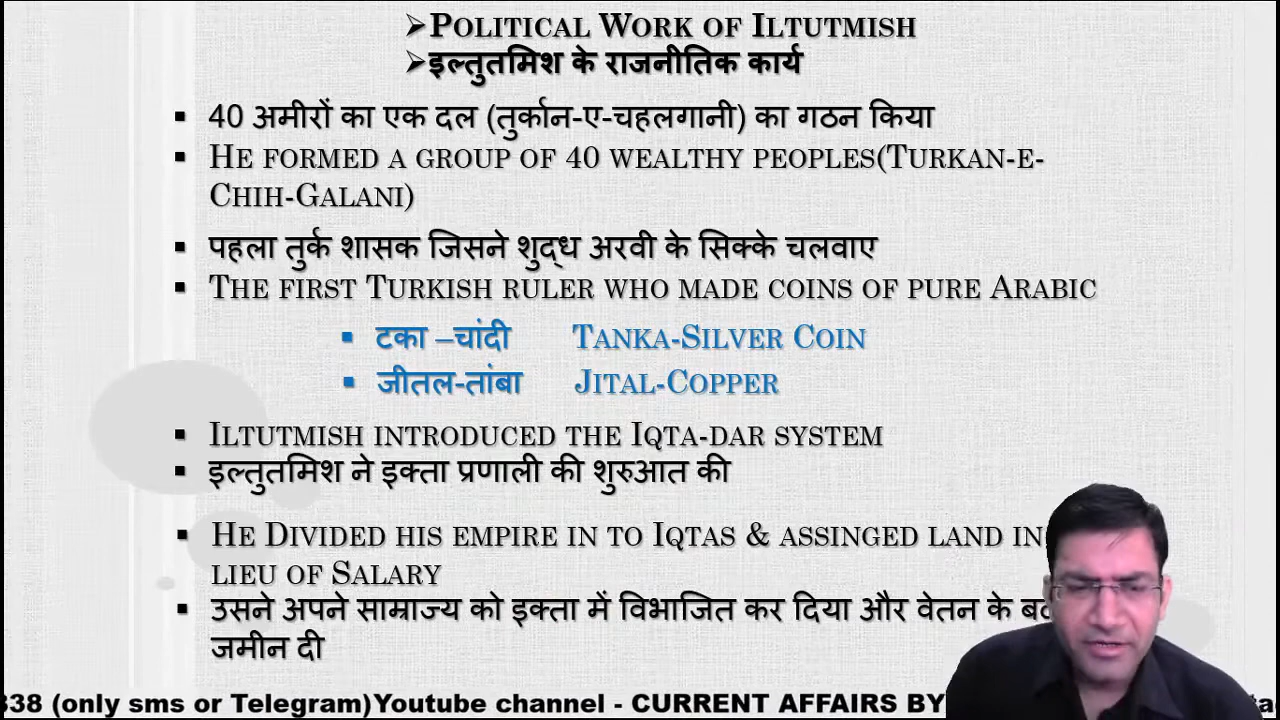 ➢POLITICAL WORK OF ILTUTMISH
➢इल्तुतमिश के राजनीतिक कार्य
▪ 40 अमीरों का एक दल (तुर्कान-ए-चहलगानी) का गठन किया
▪ HE FORMED A GROUP OF 40 WEALTHY PEOPLES(TURKAN-E-
CHIH-GALANI)
▪ पहला तुर्क शासक जिसने शुद्ध अरवी के सिक्के चलवाए
▪ THE FIRST TURKISH RULER WHO MADE COINS OF PURE ARABIC
▪ टका –चांदी TANKA-SILVER COIN
▪ जीतल-तांबा JITAL-COPPER
▪ ILTUTMISH INTRODUCED THE IQTA-DAR SYSTEM
▪ इल्तुतमिश ने इक्ता प्रणाली की शुरुआत की
▪ HE DIVIDED HIS EMPIRE IN TO IQTAS & ASSINGED LAND IN
LIEU OF SALARY
▪ उसने अपने साम्राज्य को इक्ता में विभाजित कर दिया और वेतन के
जमीन दी
338 (only sms or Telegram)Youtube channel - CURRENT AFFAIRS BY